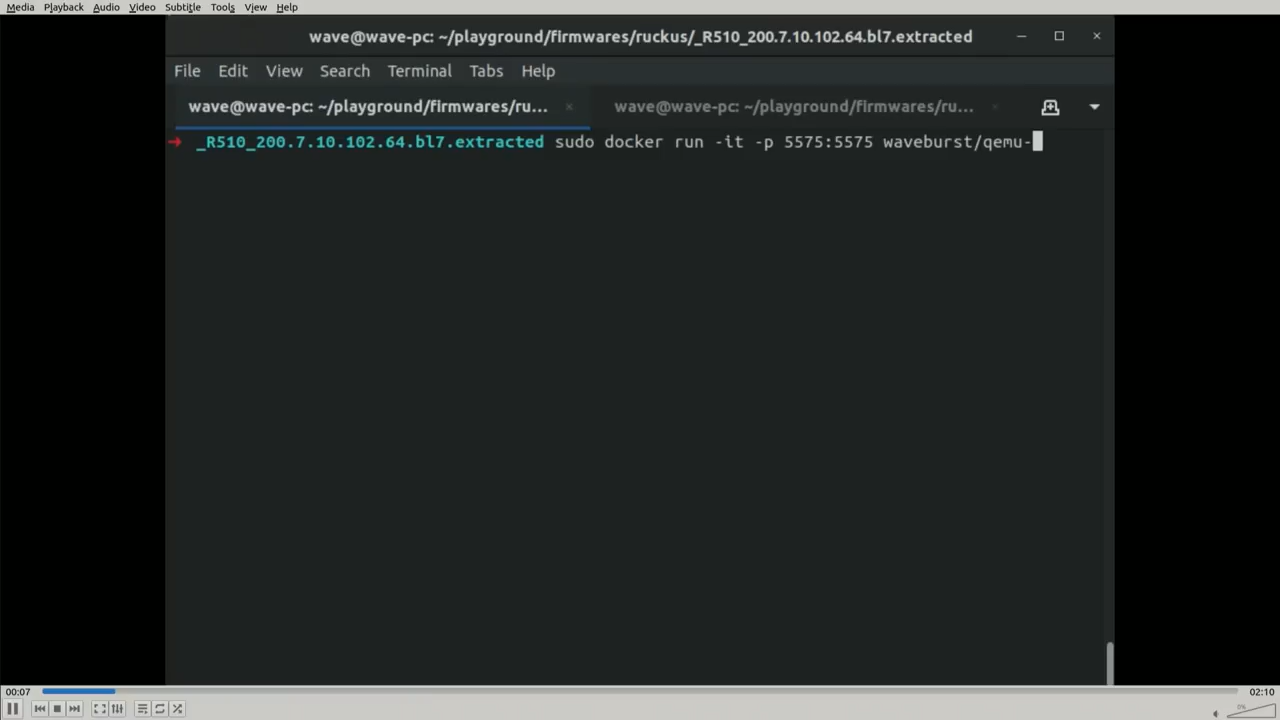 Media Playback Audio Video Subtitle Tools View Help
wave@wave-pc: ~/playground/firmwares/ruckus/_R510_200.7.10.102.64.bl7.extracted
File Edit View Search Terminal Tabs Help
wave@wave-pc: ~/playground/firmwares/ru... × wave@wave-pc: ~/playground/firmwares/ru... ×
→ _R510_200.7.10.102.64.bl7.extracted sudo docker run -it -p 5575:5575 waveburst/qemu-
00:07 02:10
0%